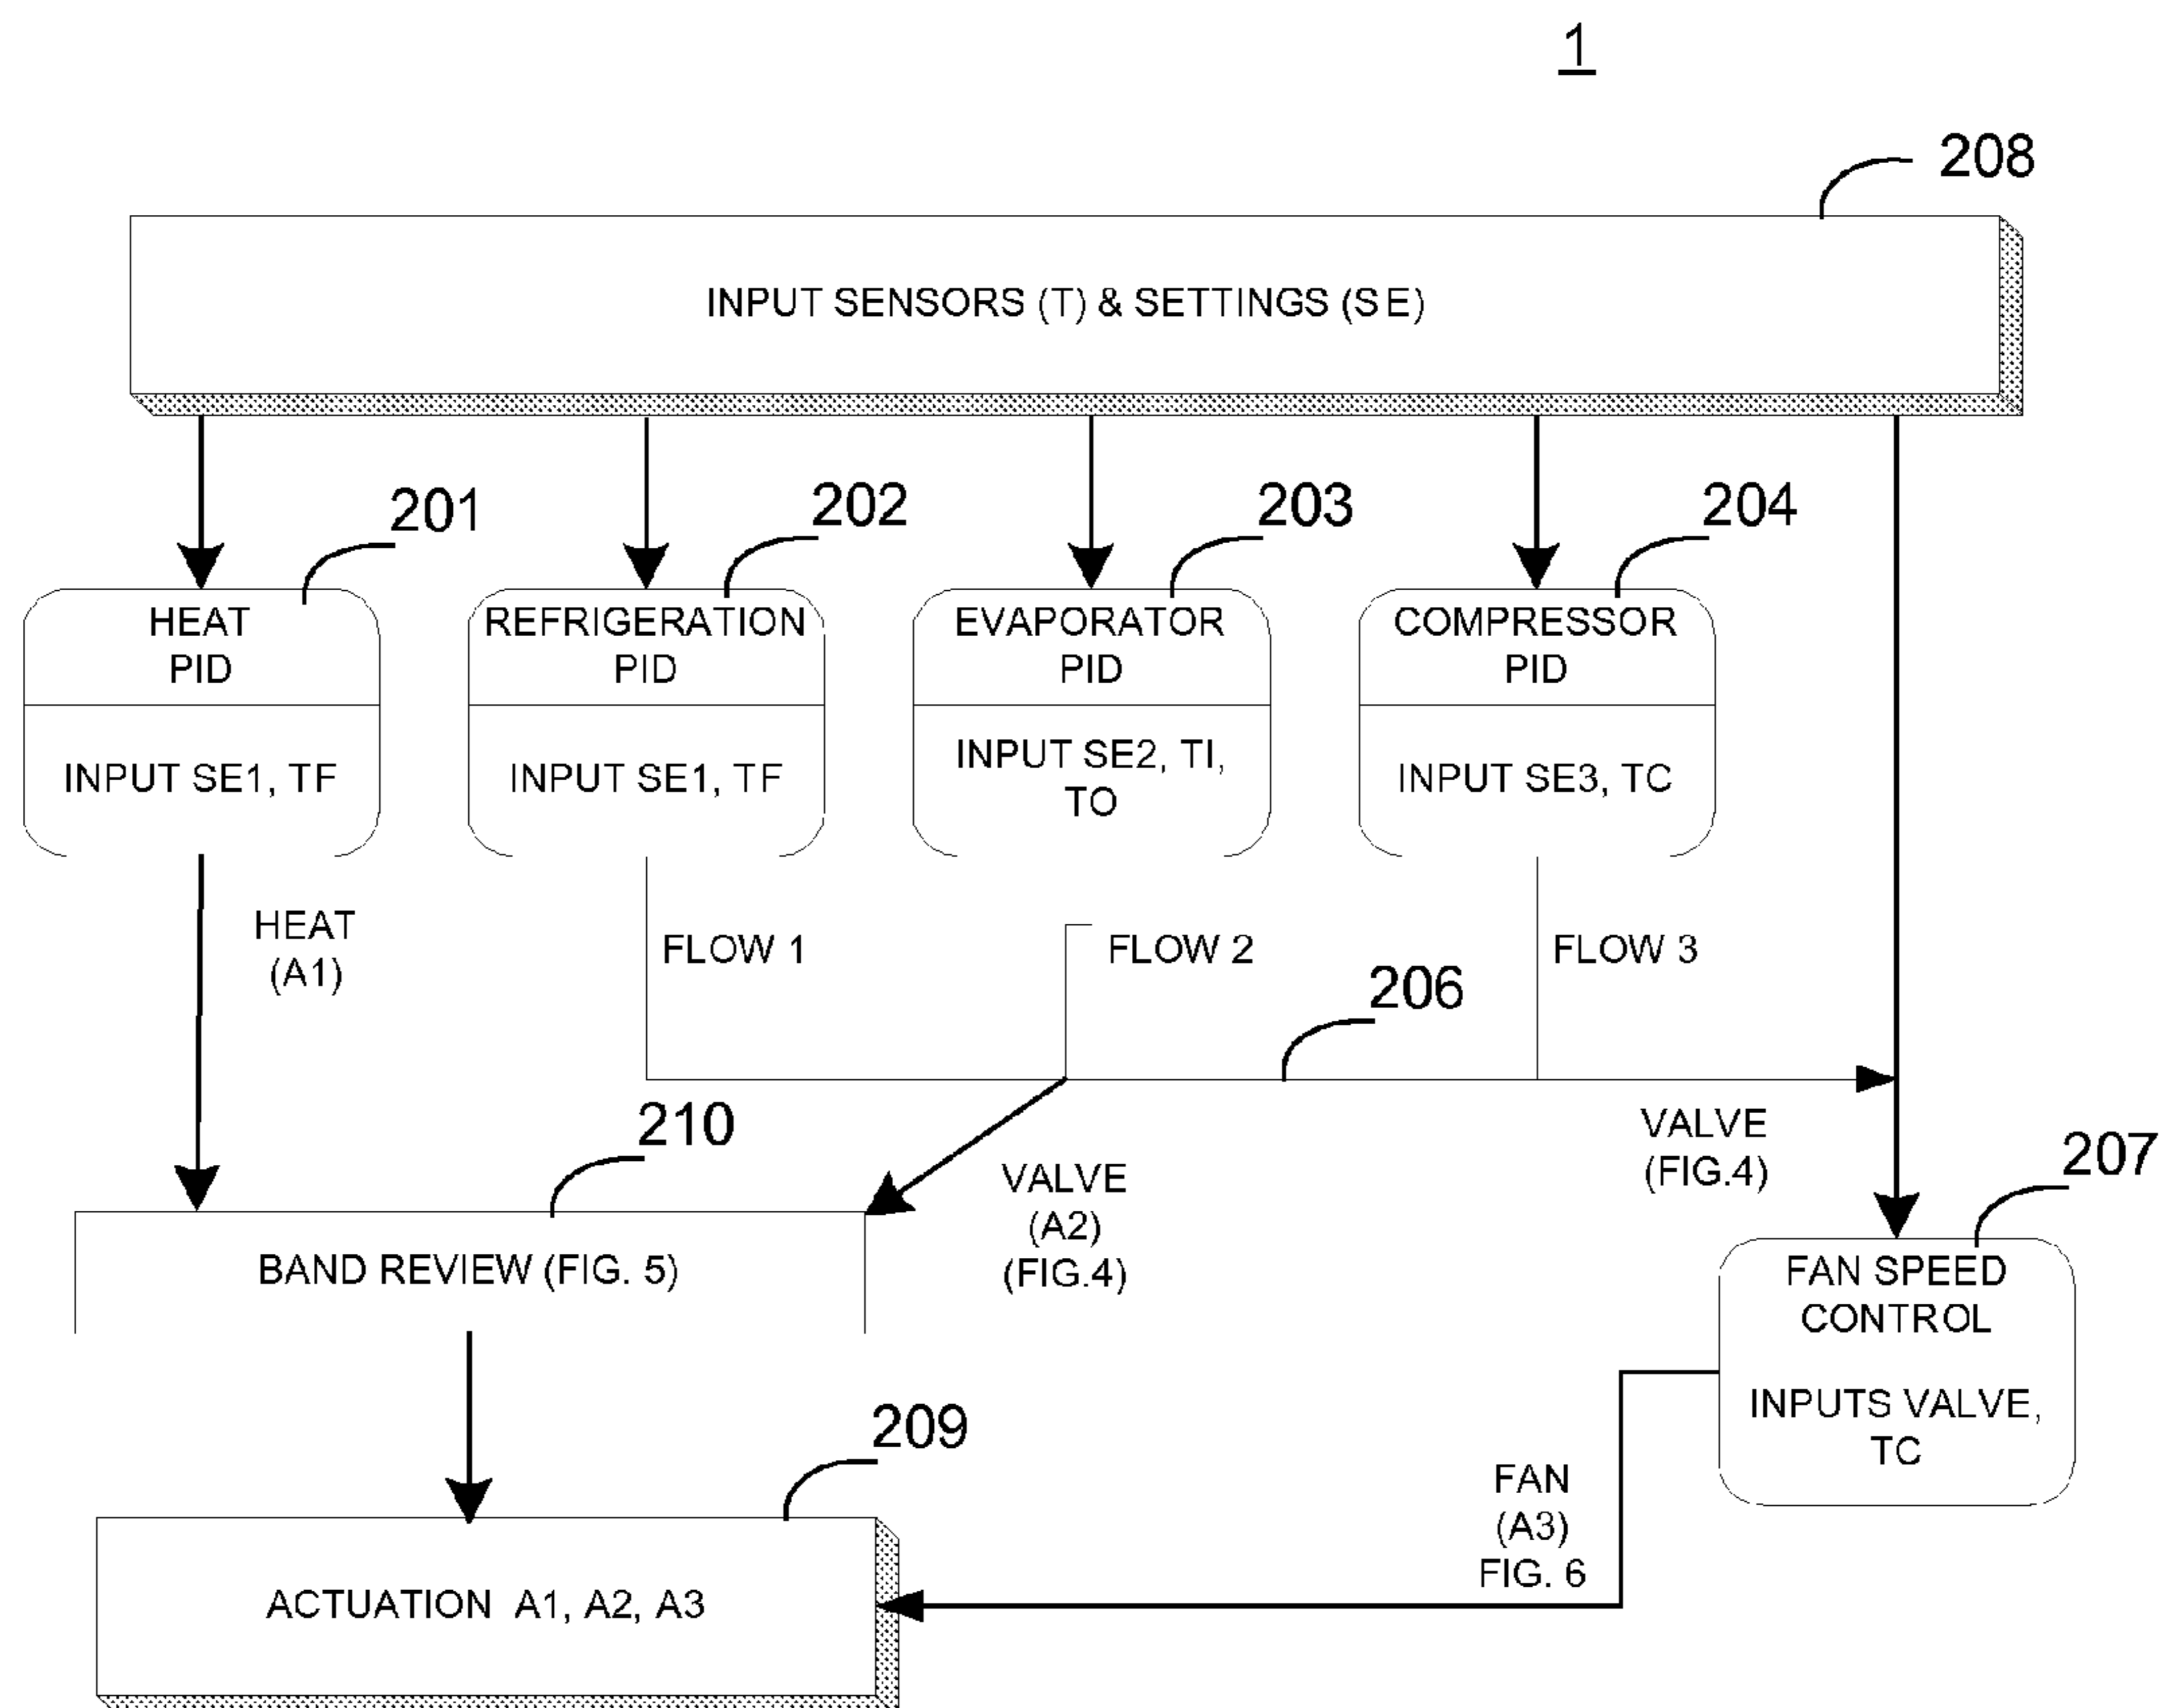 1
208
INPUT SENSORS (T) & SETTINGS (SE)
201
202
203
204
HEAT
PID
INPUT SE1, TF
REFRIGERATION
PID
INPUT SE1, TF
EVAPORATOR
PID
INPUT SE2, TI,
TO
COMPRESSOR
PID
INPUT SE3, TC
HEAT
(A1)
FLOW 1
FLOW 2
FLOW 3
206
210
VALVE
(A2)
(FIG.4)
VALVE
(FIG.4)
207
BAND REVIEW (FIG. 5)
FAN SPEED
CONTROL
INPUTS VALVE,
TC
209
FAN
(A3)
FIG. 6
ACTUATION A1, A2, A3